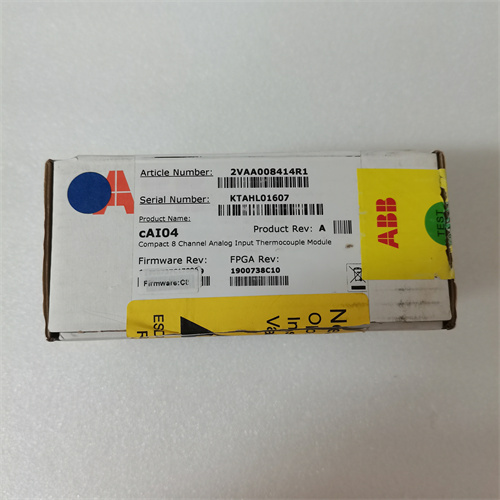 Article Number: 2VAA008414R1
Serial Number: KTAHL01607
Product Name:
cAI04
Product Rev: A
Compact 8 Channel Analog Input Thermocouple Module
Firmware Rev: FPGA Rev:
1900738C10
Firmware:C
ABB
TEST
ESD